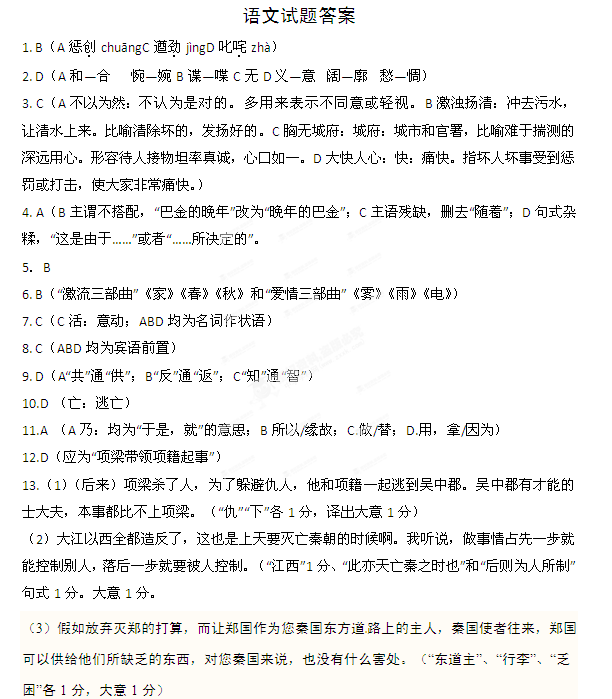 语文试题答案
1. B（A 惩创 chuāngC 遒劲 jìngD 叱咤 zhà）
2. D（A 和—合 惋—婉 B 谍—喋 C 无 D 义—意 阔—廓 愁—惆）
3. C（A 不以为然：不认为是对的。多用来表示不同意或轻视。B 激浊扬清：冲去污水，
让清水上来。比喻清除坏的，发扬好的。C 胸无城府：城府：城市和官署，比喻难于揣测的
深远用心。形容待人接物坦率真诚，心口如一。D 大快人心：快：痛快。指坏人坏事受到惩
罚或打击，使大家非常痛快。）
4. A（B 主谓不搭配，“巴金的晚年”改为“晚年的巴金”；C 主语残缺，删去“随着”；D 句式杂
糅，“这是由于……”或者“……所决定的”。
5．B
6. B（“激流三部曲”《家》《春》《秋》和“爱情三部曲”《雾》《雨》《电》）
7. C（C 活：意动；ABD 均为名词作状语）
8. C（ABD 均为宾语前置）
9. D（A“共”通“供”；B“反”通“返”；C“知”通“智”）
10.D （亡：逃亡）
11.A （A 乃：均为“于是，就”的意思；B 所以/缘故；C.做/替；D.用，拿/因为）
12.D（应为“项梁带领项籍起事”）
13.（1）（后来）项梁杀了人，为了躲避仇人，他和项籍一起逃到吴中郡。吴中郡有才能的
士大夫，本事都比不上项梁。（“仇”“下”各 1 分，译出大意 1 分）
（2）大江以西全都造反了，这也是上天要灭亡秦朝的时候啊。我听说，做事情占先一步就
能控制别人，落后一步就要被人控制。（“江西”1 分、“此亦天亡秦之时也”和“后则为人所制”
句式 1 分。大意 1 分。
（3）假如放弃灭郑的打算，而让郑国作为您秦国东方道路上的主人，秦国使者往来，郑国
可以供给他们所缺乏的东西，对您秦国来说，也没有什么害处。（“东道主”、“行李”、“乏
困”各 1 分，大意 1 分）